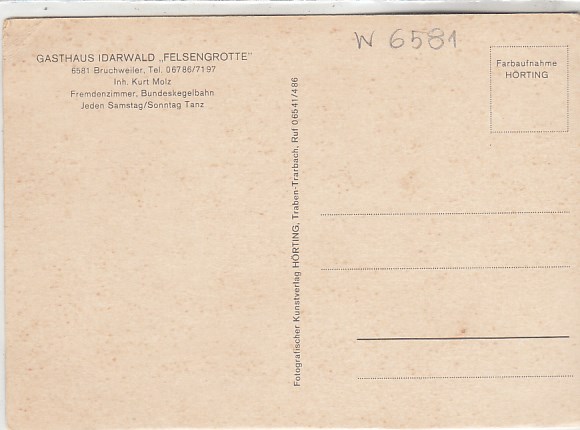 GASTHAUS IDARWALD „FELSENGROTTE"
6581 Bruchweiler, Tel. 06786/7197
Inh. Kurt Molz
Fremdenzimmer, Bundeskegelbahn
Jeden Samstag/Sonntag Tanz
W 6581
Farbaufnahme
HÖRTING
Fotografischer Kunstverlag HÖRTING, Traben-Trarbach, Ruf 06541/486